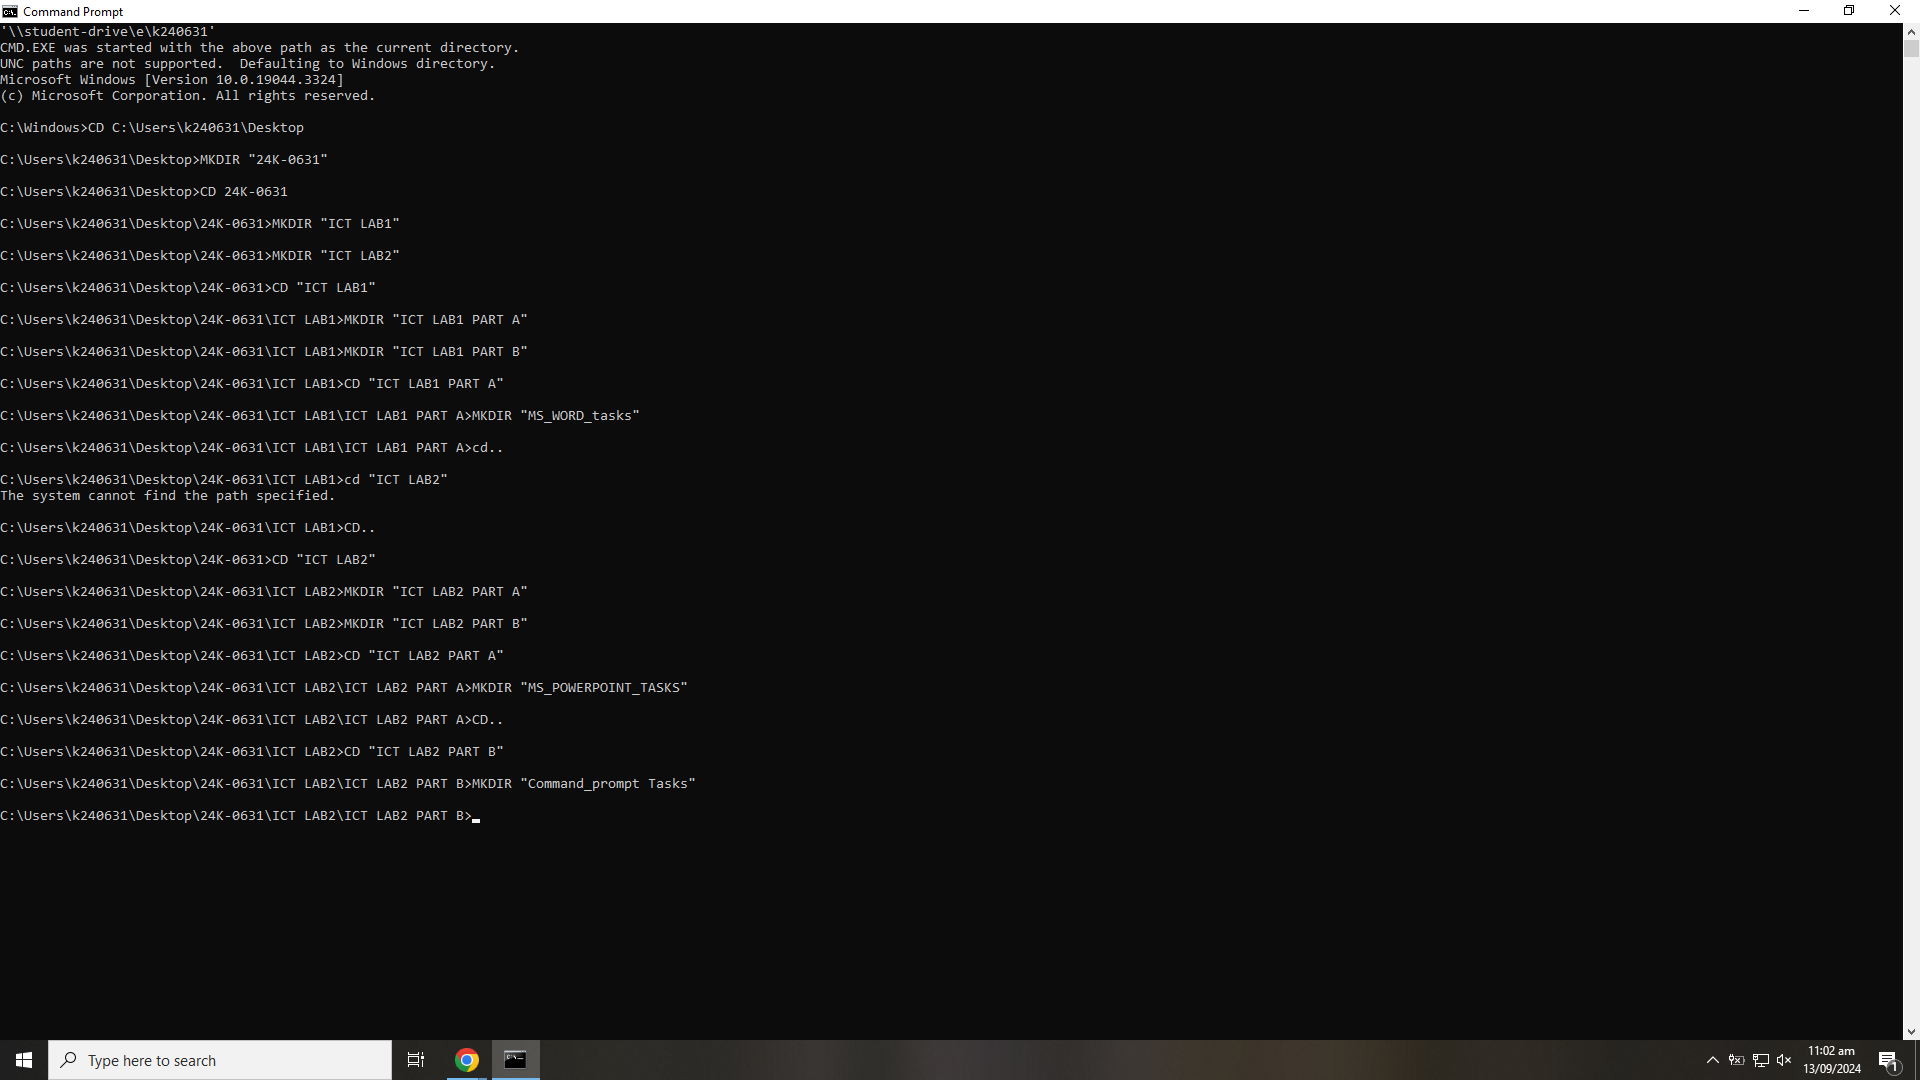 Command Prompt
'\\student-drive\e\k240631'
CMD.EXE was started with the above path as the current directory.
UNC paths are not supported.  Defaulting to Windows directory.
Microsoft Windows [Version 10.0.19044.3324]
(c) Microsoft Corporation. All rights reserved.
C:\Windows>CD C:\Users\k240631\Desktop
C:\Users\k240631\Desktop>MKDIR "24K-0631"
C:\Users\k240631\Desktop>CD 24K-0631
C:\Users\k240631\Desktop\24K-0631>MKDIR "ICT LAB1"
C:\Users\k240631\Desktop\24K-0631>MKDIR "ICT LAB2"
C:\Users\k240631\Desktop\24K-0631>CD "ICT LAB1"
C:\Users\k240631\Desktop\24K-0631\ICT LAB1>MKDIR "ICT LAB1 PART A"
C:\Users\k240631\Desktop\24K-0631\ICT LAB1>MKDIR "ICT LAB1 PART B"
C:\Users\k240631\Desktop\24K-0631\ICT LAB1>CD "ICT LAB1 PART A"
C:\Users\k240631\Desktop\24K-0631\ICT LAB1\ICT LAB1 PART A>MKDIR "MS_WORD_tasks"
C:\Users\k240631\Desktop\24K-0631\ICT LAB1\ICT LAB1 PART A>cd..
C:\Users\k240631\Desktop\24K-0631\ICT LAB1>cd "ICT LAB2"
The system cannot find the path specified.
C:\Users\k240631\Desktop\24K-0631\ICT LAB1>CD..
C:\Users\k240631\Desktop\24K-0631>CD "ICT LAB2"
C:\Users\k240631\Desktop\24K-0631\ICT LAB2>MKDIR "ICT LAB2 PART A"
C:\Users\k240631\Desktop\24K-0631\ICT LAB2>MKDIR "ICT LAB2 PART B"
C:\Users\k240631\Desktop\24K-0631\ICT LAB2>CD "ICT LAB2 PART A"
C:\Users\k240631\Desktop\24K-0631\ICT LAB2\ICT LAB2 PART A>MKDIR "MS_POWERPOINT_TASKS"
C:\Users\k240631\Desktop\24K-0631\ICT LAB2\ICT LAB2 PART A>CD..
C:\Users\k240631\Desktop\24K-0631\ICT LAB2>CD "ICT LAB2 PART B"
C:\Users\k240631\Desktop\24K-0631\ICT LAB2\ICT LAB2 PART B>MKDIR "Command_prompt Tasks"
C:\Users\k240631\Desktop\24K-0631\ICT LAB2\ICT LAB2 PART B>
Type here to search
11:02 am
13/09/2024
1